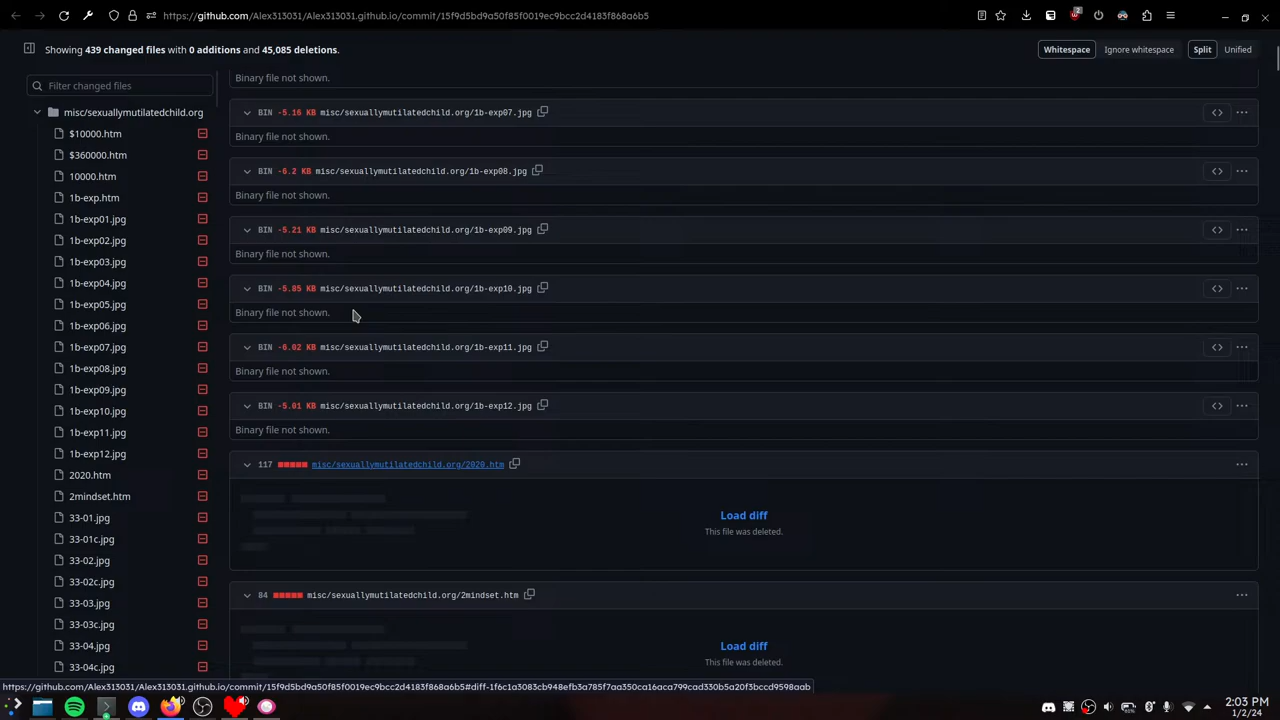 https://github.com/Alex313031/Alex313031.github.io/commit/15f9d5bd9a50f85f0019ec9bcc2d4183f868a6b5
2
Showing 439 changed files with 0 additions and 45,085 deletions.
Whitespace
Ignore whitespace
Split
Unified
Filter changed files
misc/sexuallymutilatedchild.org
$10000.htm
$360000.htm
10000.htm
1b-exp.htm
1b-exp01.jpg
1b-exp02.jpg
1b-exp03.jpg
1b-exp04.jpg
1b-exp05.jpg
1b-exp06.jpg
1b-exp07.jpg
1b-exp08.jpg
1b-exp09.jpg
1b-exp10.jpg
1b-exp11.jpg
1b-exp12.jpg
2020.htm
2mindset.htm
33-01.jpg
33-01c.jpg
33-02.jpg
33-02c.jpg
33-03.jpg
33-03c.jpg
33-04.jpg
33-04c.jpg
Binary file not shown.
BIN -5.16 KB misc/sexuallymutilatedchild.org/1b-exp07.jpg
Binary file not shown.
BIN -6.2 KB misc/sexuallymutilatedchild.org/1b-exp08.jpg
Binary file not shown.
BIN -5.21 KB misc/sexuallymutilatedchild.org/1b-exp09.jpg
Binary file not shown.
BIN -5.85 KB misc/sexuallymutilatedchild.org/1b-exp10.jpg
Binary file not shown.
BIN -6.02 KB misc/sexuallymutilatedchild.org/1b-exp11.jpg
Binary file not shown.
BIN -5.01 KB misc/sexuallymutilatedchild.org/1b-exp12.jpg
Binary file not shown.
117 misc/sexuallymutilatedchild.org/2020.htm
Load diff
This file was deleted.
84 misc/sexuallymutilatedchild.org/2mindset.htm
Load diff
This file was deleted.
2:03 PM
1/2/24